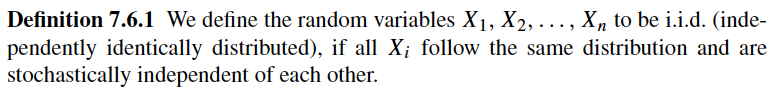 Definition 7.6.1 We define the random variables X₁, X₂, . . . , Xₙ to be i.i.d. (inde-
pendently identically distributed), if all Xᵢ follow the same distribution and are
stochastically independent of each other.